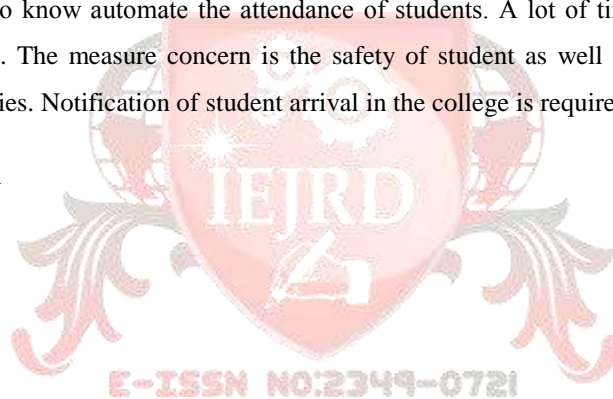 o know automate the attendance of students. A lot of ti
. The measure concern is the safety of student as well
ies. Notification of student arrival in the college is require
IEJRD
E-ISSN NO:2349-0721